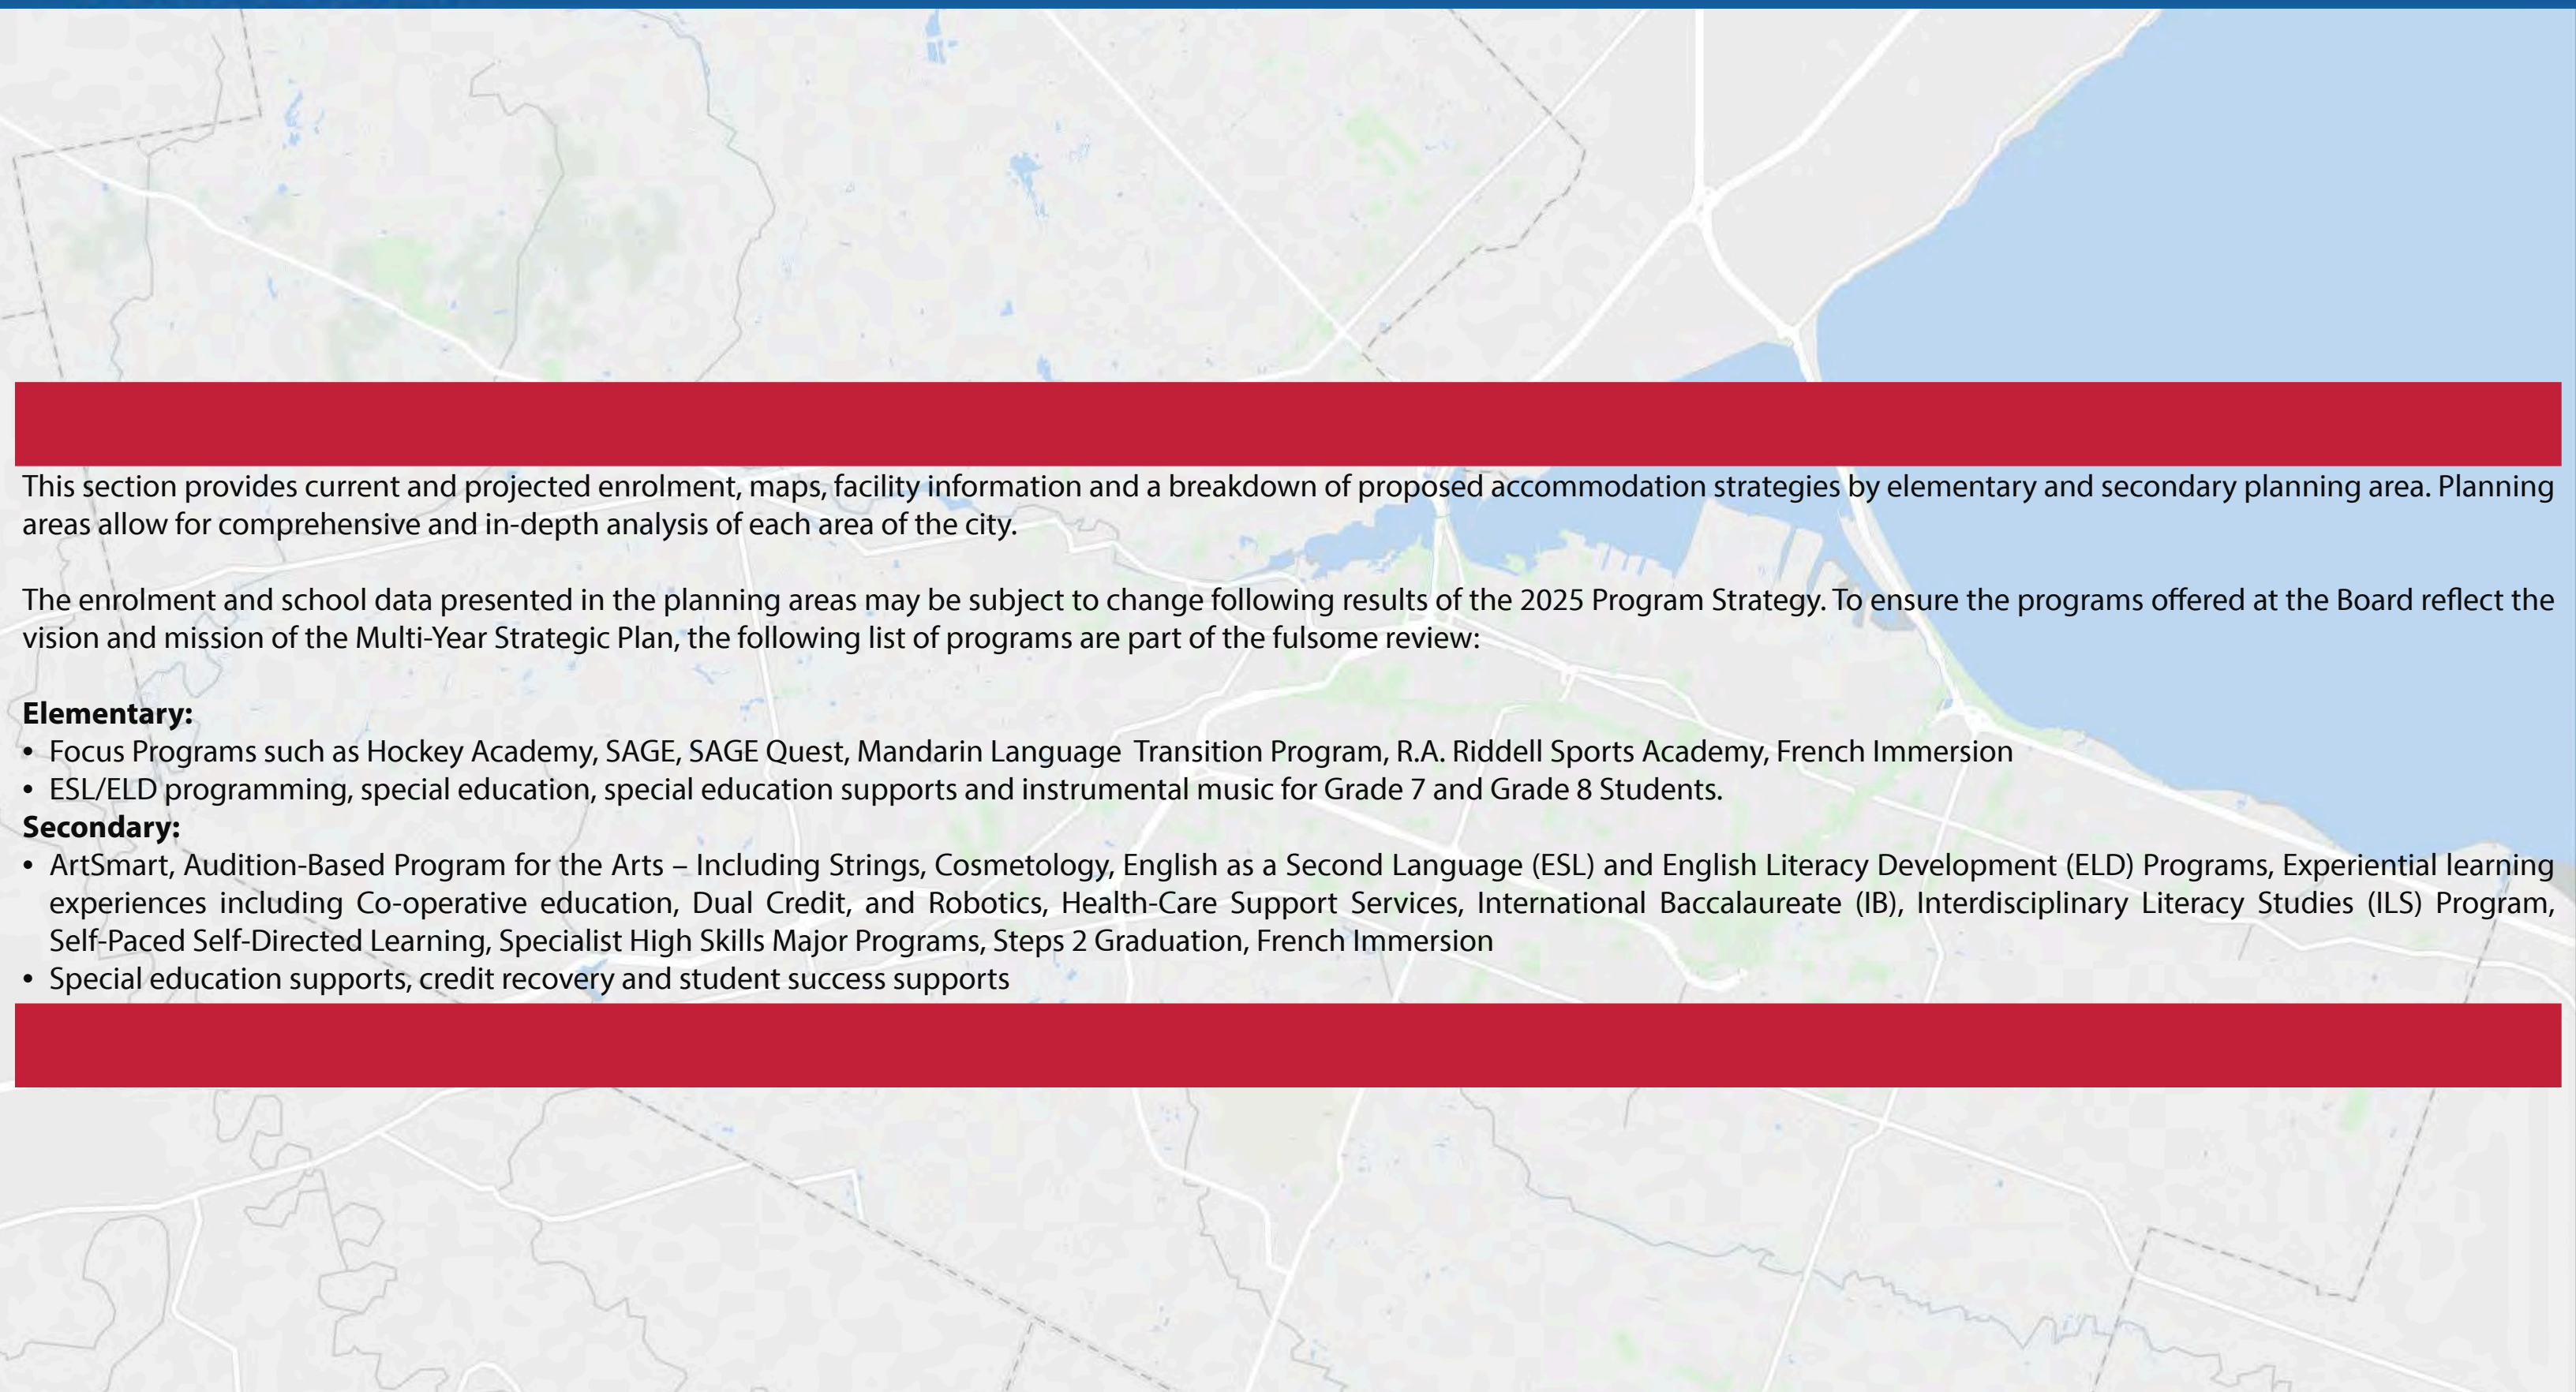 This section provides current and projected enrolment, maps, facility information and a breakdown of proposed accommodation strategies by elementary and secondary planning area. Planning
areas allow for comprehensive and in-depth analysis of each area of the city.
The enrolment and school data presented in the planning areas may be subject to change following results of the 2025 Program Strategy. To ensure the programs offered at the Board reflect the
vision and mission of the Multi-Year Strategic Plan, the following list of programs are part of the fulsome review:
Elementary:
• Focus Programs such as Hockey Academy, SAGE, SAGE Quest, Mandarin Language Transition Program, R.A. Riddell Sports Academy, French Immersion
• ESL/ELD programming, special education, special education supports and instrumental music for Grade 7 and Grade 8 Students.
Secondary:
• ArtSmart, Audition-Based Program for the Arts – Including Strings, Cosmetology, English as a Second Language (ESL) and English Literacy Development (ELD) Programs, Experiential learning
experiences including Co-operative education, Dual Credit, and Robotics, Health-Care Support Services, International Baccalaureate (IB), Interdisciplinary Literacy Studies (ILS) Program,
Self-Paced Self-Directed Learning, Specialist High Skills Major Programs, Steps 2 Graduation, French Immersion
• Special education supports, credit recovery and student success supports